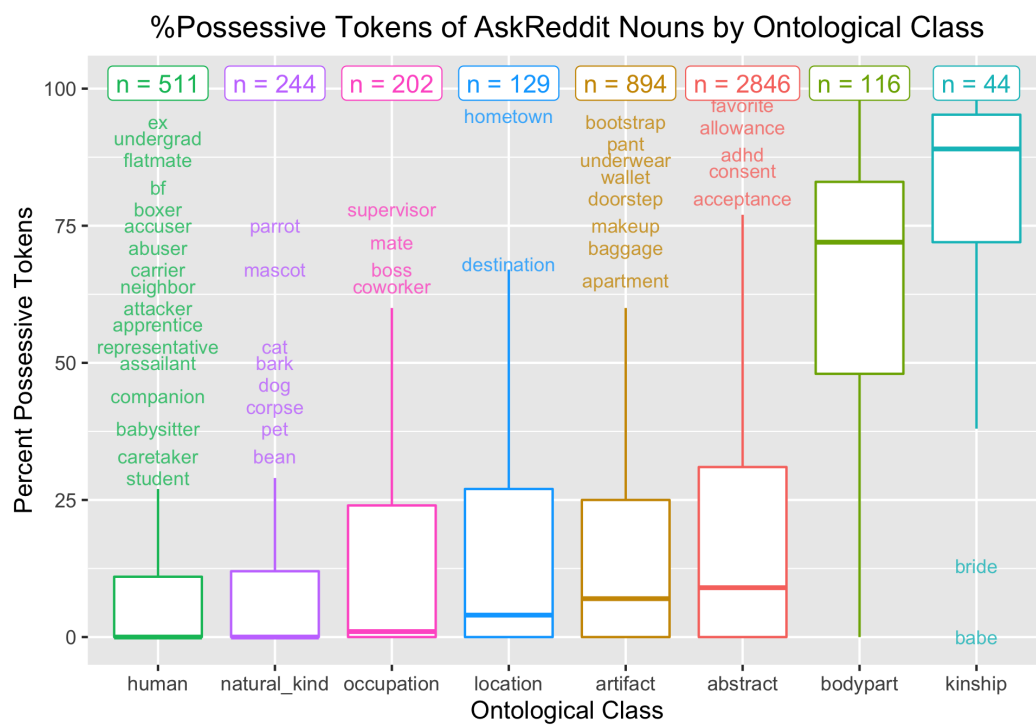 %Possessive Tokens of AskReddit Nouns by Ontological Class
Percent Possessive Tokens
100
75
50
25
0
n = 511
ex
undergrad
flatmate
bf
boxer
accuser
abuser
carrier
neighbor
attacker
apprentice
representative
assailant
companion
babysitter
caretaker
student
n = 244
parrot
mascot
cat
bark
dog
corpse
pet
bean
n = 202
supervisor
mate
boss
coworker
n = 129
hometown
destination
n = 894
bootstrap
pant
underwear
wallet
doorstep
makeup
baggage
apartment
n = 2846
favorite
allowance
adhd
consent
acceptance
n = 116
n = 44
bride
babe
human natural_kind occupation location artifact abstract bodypart kinship
Ontological Class